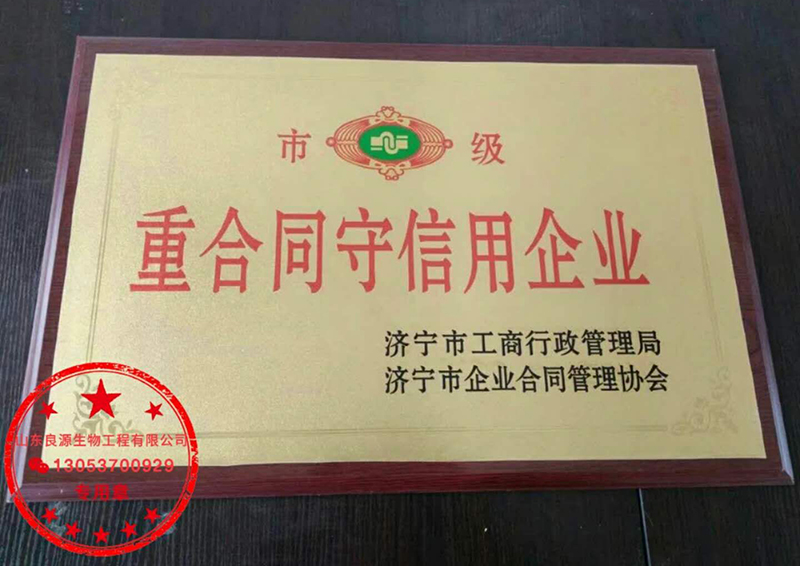 市 级
重合同守信用企业
济宁市工商行政管理局
济宁市企业合同管理协会
山东良源生物工程有限公司
13053700929
专用章